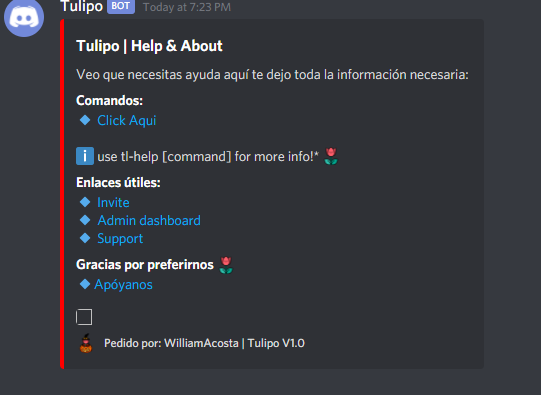 Tulipo BOT Today at 7:23 PM
Tulipo | Help & About
Veo que necesitas ayuda aquí te dejo toda la información necesaria:
Comandos:
Click Aqui
i use tl-help [command] for more info!*
Enlaces útiles:
Invite
Admin dashboard
Support
Gracias por preferirnos
Apóyanos
Pedido por: WilliamAcosta | Tulipo V1.0